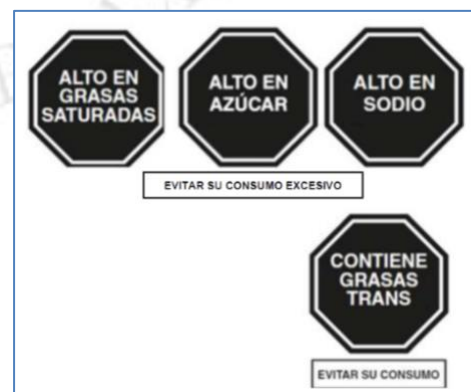 ALTO EN
GRASAS
SATURADAS
ALTO EN
AZÚCAR
ALTO EN
SODIO
EVITAR SU CONSUMO EXCESIVO
CONTIENE
GRASAS
TRANS
EVITAR SU CONSUMO